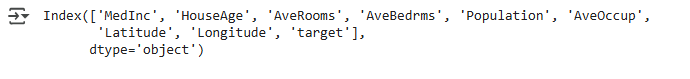 Index(['MedInc', 'HouseAge', 'AveRooms', 'AveBedrms', 'Population', 'AveOccup',
'Latitude', 'Longitude', 'target'],
dtype='object')